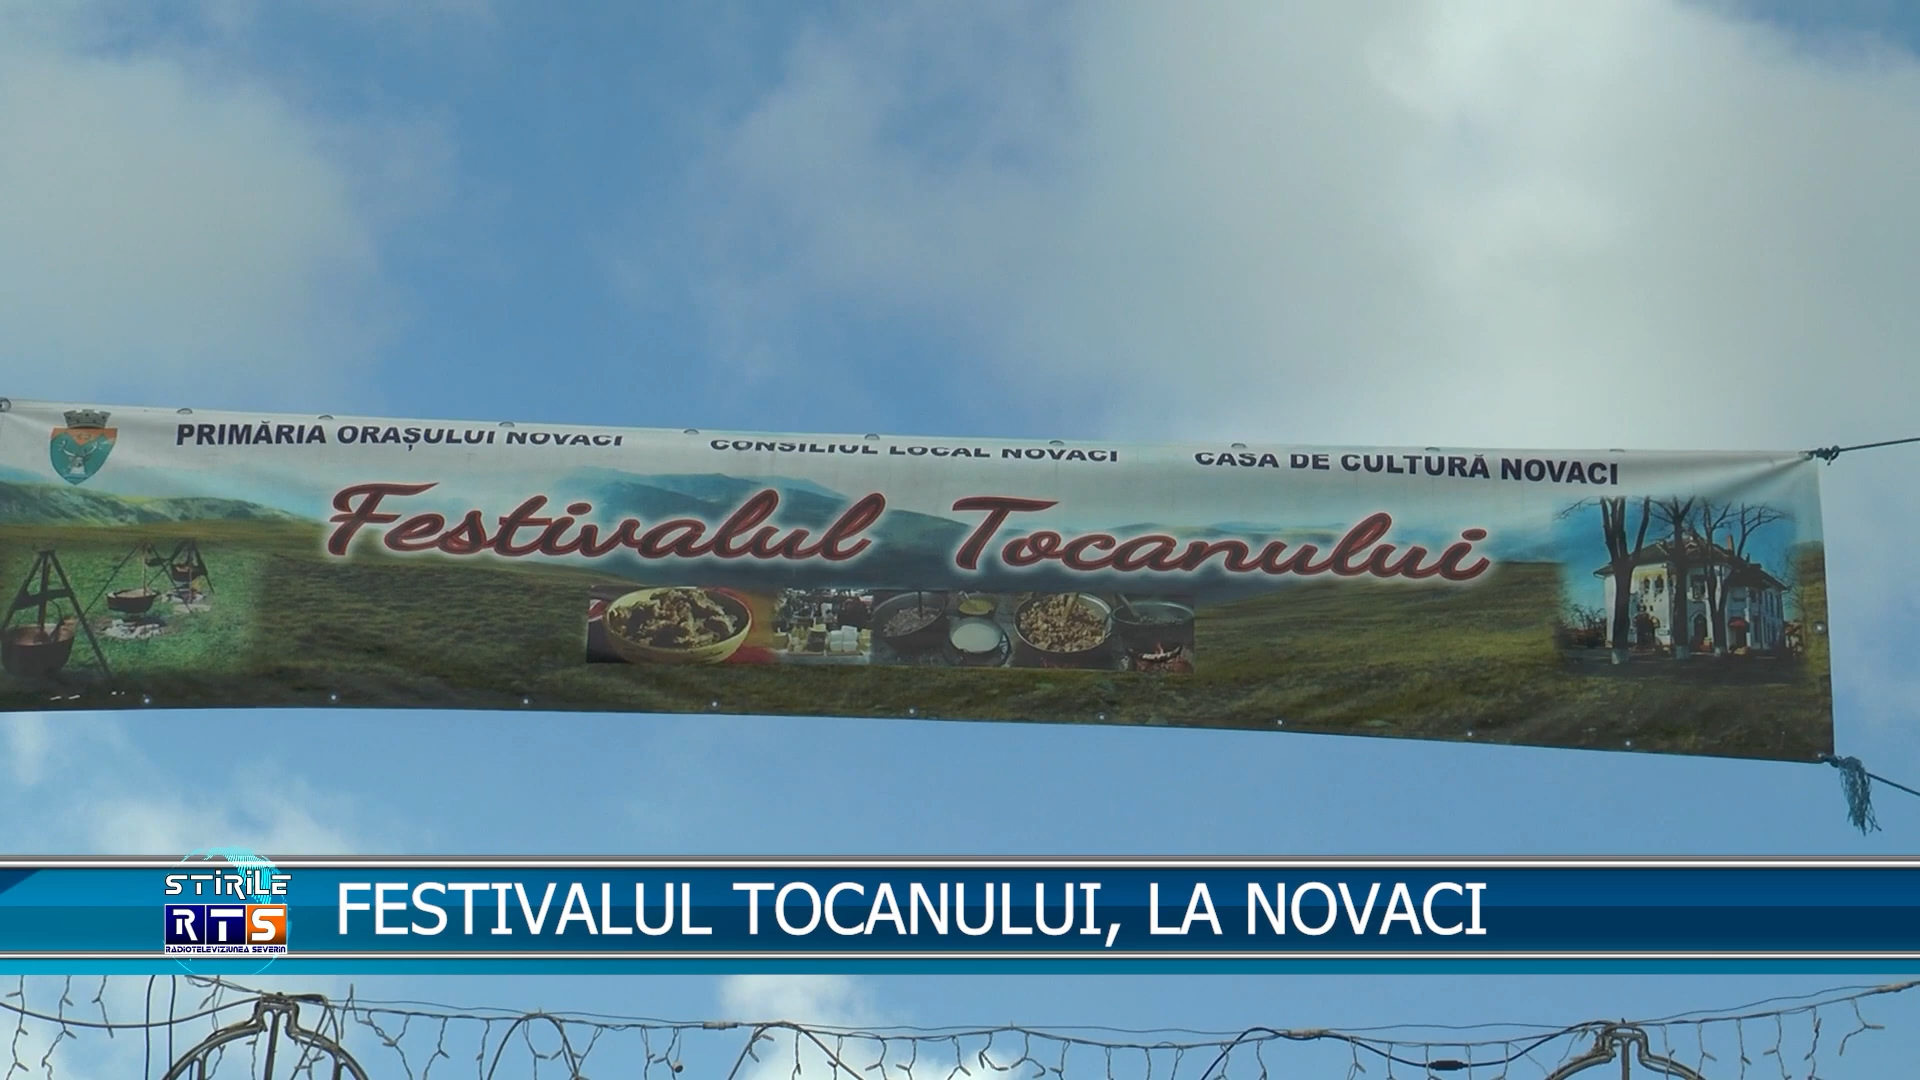 PRIMĂRIA ORAȘULUI NOVACI CONSILIUL LOCAL NOVACI CASA DE CULTURĂ NOVACI
Festivalul Tocanului
STIRILE
RTS
RADIOTELEVIZIUNEA SEVERIN
FESTIVALUL TOCANULUI, LA NOVACI